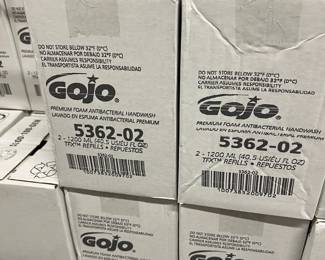 DO NOT STORE BELOW 32°F (0°C)
NO ALMACENAR POR DEBAJO 32°F (0°C)
CARRIER ASSUMES RESPONSIBILITY
EL TRANSPORTISTA ASUME LA RESPONSABILIDAD
GOJO
PREMIUM FOAM ANTIBACTERIAL HANDWASH
LAVADO EN ESPUMA ANTIBACTERIAL PREMIUM
5362-02
2 - 1200 ML (40.5 US/ÉU FL OZ)
TFX™ REFILLS • REPUESTOS
DO NOT STORE BELOW 32°F (0°C)
NO ALMACENAR POR DEBAJO 32°F (0°C)
CARRIER ASSUMES RESPONSIBILITY
EL TRANSPORTISTA ASUME LA RESPONSABILIDAD
GOJO
PREMIUM FOAM ANTIBACTERIAL HANDWASH
LAVADO EN ESPUMA ANTIBACTERIAL PREMIUM
5362-02
2 - 1200 ML (40.5 US/ÉU FL OZ)
TFX™ REFILLS • REPUESTOS
GOJO
GOJO